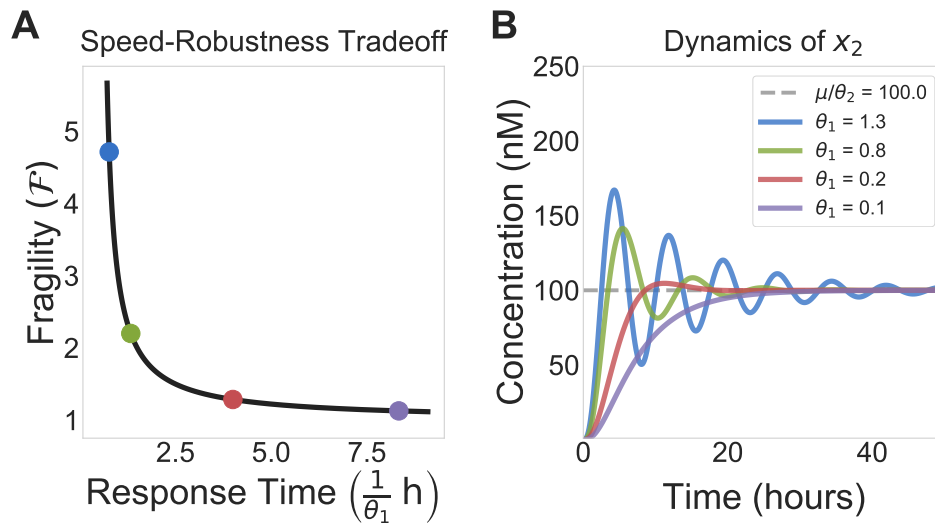 A
Speed-Robustness Tradeoff
5
4
3
2
1
Fragility (ℱ)
2.5 5.0 7.5
Response Time (1/θ₁ h)
B
Dynamics of x₂
250
200
150
100
50
Concentration (nM)
μ/θ₂ = 100.0
θ₁ = 1.3
θ₁ = 0.8
θ₁ = 0.2
θ₁ = 0.1
0 20 40
Time (hours)